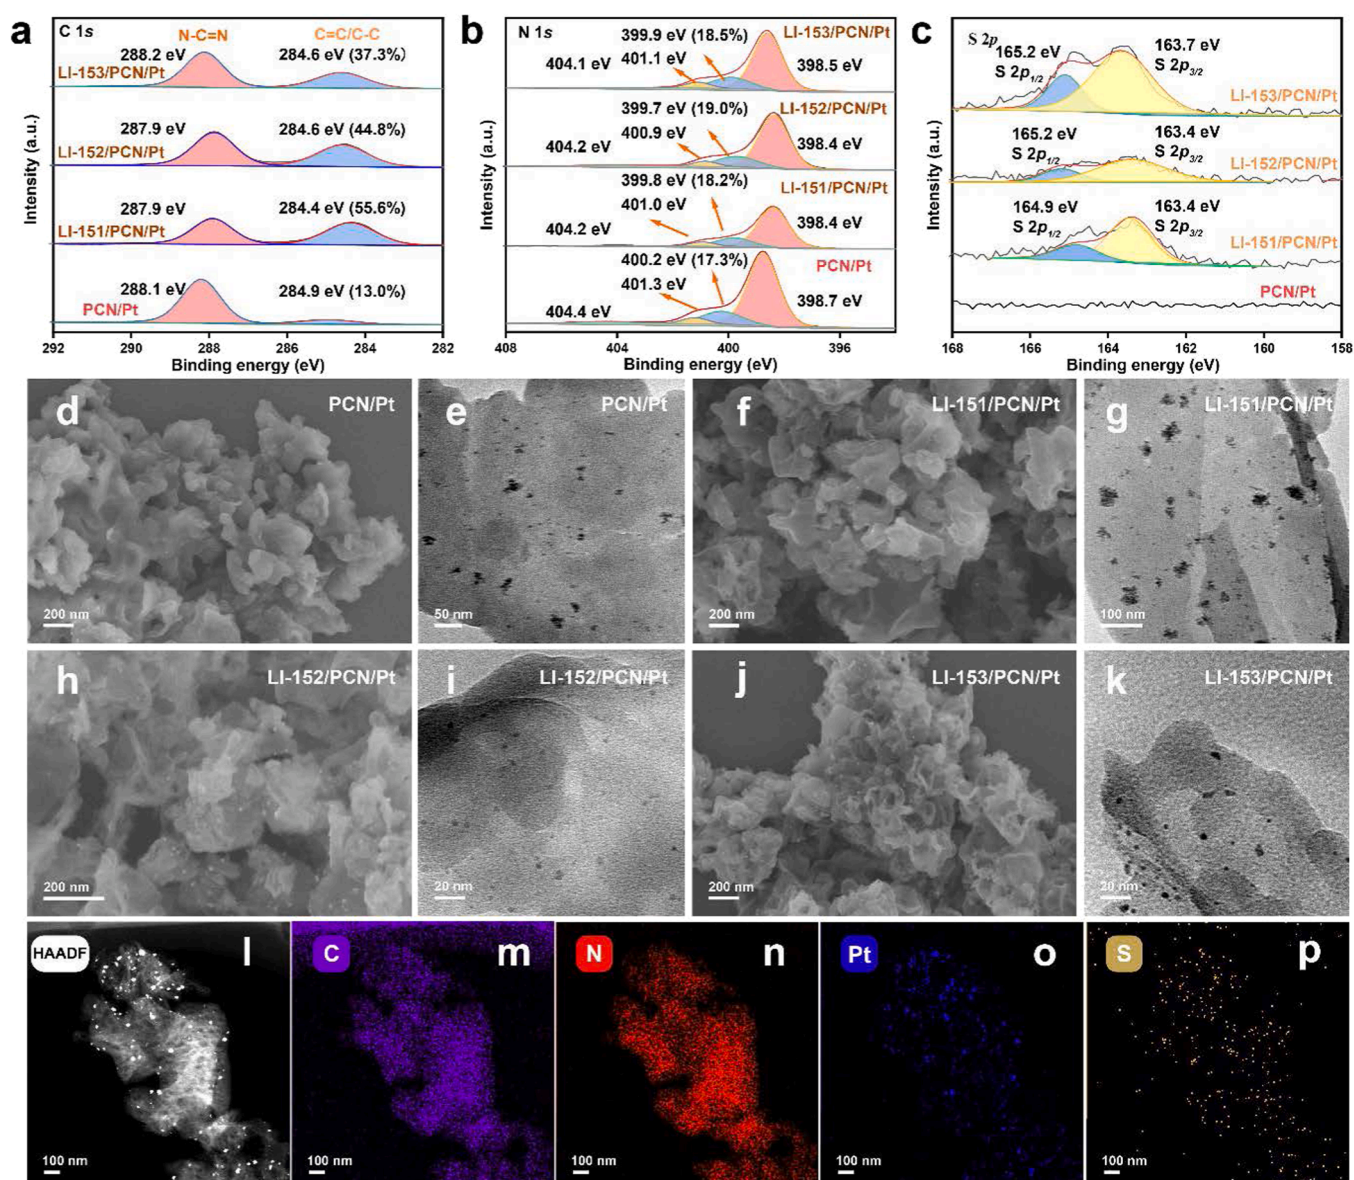 a
C 1s
N-C=N
C=C/C-C
288.2 eV
284.6 eV (37.3%)
LI-153/PCN/Pt
287.9 eV
284.6 eV (44.8%)
LI-152/PCN/Pt
287.9 eV
284.4 eV (55.6%)
LI-151/PCN/Pt
288.1 eV
284.9 eV (13.0%)
PCN/Pt
292 290 288 286 284 282
Binding energy (eV)
Intensity (a.u.)
b
N 1s
399.9 eV (18.5%)
LI-153/PCN/Pt
401.1 eV
404.1 eV
398.5 eV
399.7 eV (19.0%)
LI-152/PCN/Pt
400.9 eV
404.2 eV
398.4 eV
399.8 eV (18.2%)
LI-151/PCN/Pt
401.0 eV
404.2 eV
398.4 eV
400.2 eV (17.3%)
PCN/Pt
401.3 eV
404.4 eV
398.7 eV
408 404 400 396
Binding energy (eV)
Intensity (a.u.)
c
S 2p
165.2 eV
S 2p1/2
163.7 eV
S 2p3/2
LI-153/PCN/Pt
165.2 eV
S 2p1/2
163.4 eV
S 2p3/2
LI-152/PCN/Pt
164.9 eV
S 2p1/2
163.4 eV
S 2p3/2
LI-151/PCN/Pt
PCN/Pt
168 166 164 162 160 158
Binding energy (eV)
Intensity (a.u.)
d
PCN/Pt
200 nm
e
PCN/Pt
50 nm
f
LI-151/PCN/Pt
200 nm
g
LI-151/PCN/Pt
100 nm
h
LI-152/PCN/Pt
200 nm
i
LI-152/PCN/Pt
20 nm
j
LI-153/PCN/Pt
200 nm
k
LI-153/PCN/Pt
20 nm
HAADF
l
100 nm
C
m
100 nm
N
n
100 nm
Pt
o
100 nm
S
p
100 nm